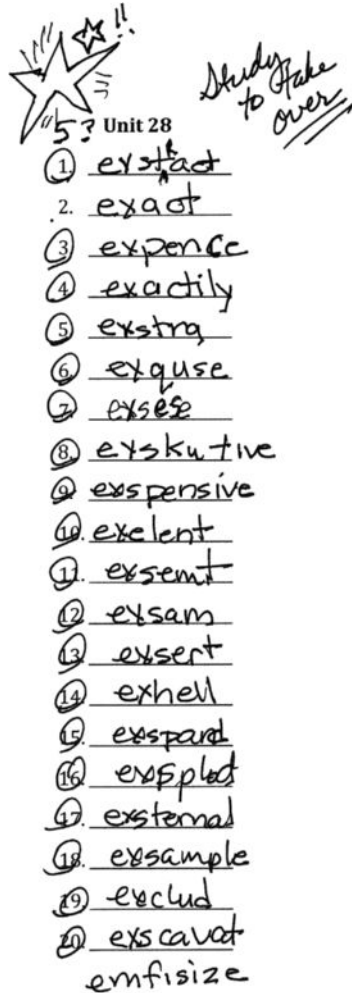 !!
Study
to take
over
5? Unit 28
1. exstract
2. exact
3. expence
4. exactily
5. exstra
6. exquse
7. exsese
8. exskutive
9. exspensive
10. exelent
11. exsemt
12. exsam
13. exsert
14. exhell
15. exspand
16. exsplod
17. exsternal
18. exsample
19. exclud
20. exscavat
emfisize